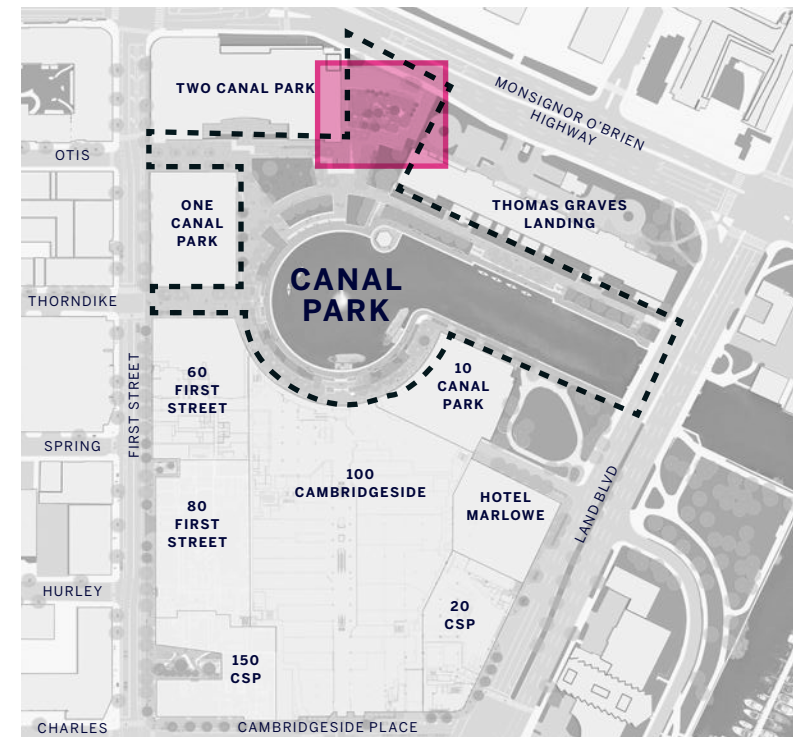 TWO CANAL PARK
MONSIGNOR O'BRIEN
HIGHWAY
OTIS
ONE
CANAL
PARK
THOMAS GRAVES
LANDING
CANAL
PARK
THORNDIKE
FIRST STREET
60
FIRST
STREET
10
CANAL
PARK
SPRING
100
CAMBRIDGESIDE
HOTEL
MARLOWE
LAND BLVD
80
FIRST
STREET
HURLEY
20
CSP
150
CSP
CHARLES
CAMBRIDGESIDE PLACE